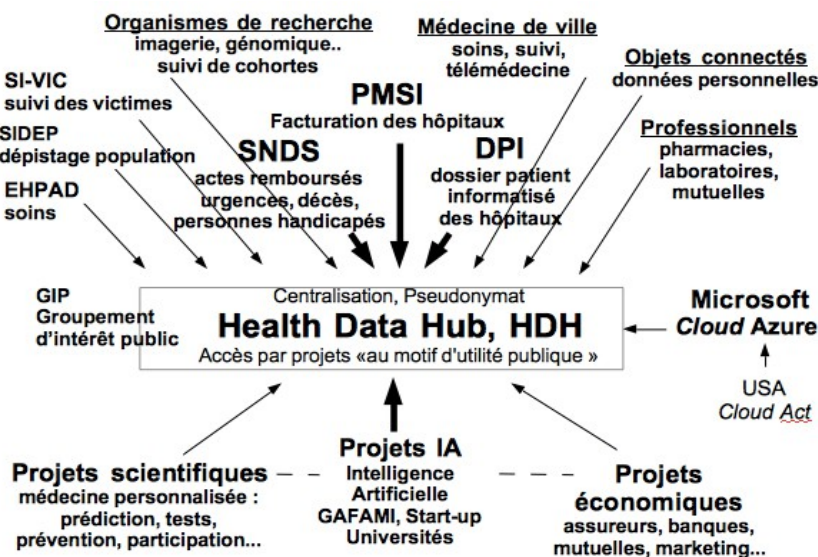 Organismes de recherche
imagerie, génomique..
suivi de cohortes
Médecine de ville
soins, suivi,
télémédecine
Objets connectés
données personnelles
SI-VIC
suivi des victimes
PMSI
Facturation des hôpitaux
Professionnels
pharmacies,
laboratoires,
mutuelles
SIDEP
dépistage population
SNDS
actes remboursés
urgences, décès,
personnes handicapés
DPI
dossier patient
informatisé
des hôpitaux
EHPAD
soins
GIP
Groupement
d'intérêt public
Centralisation, Pseudonymat
Health Data Hub, HDH
Accès par projets «au motif d'utilité publique »
Microsoft
Cloud Azure
USA
Cloud Act
Projets scientifiques
médecine personnalisée :
prédiction, tests,
prévention, participation...
Projets IA
Intelligence
Artificielle
GAFAMI, Start-up
Universités
Projets
économiques
assureurs, banques,
mutuelles, marketing...